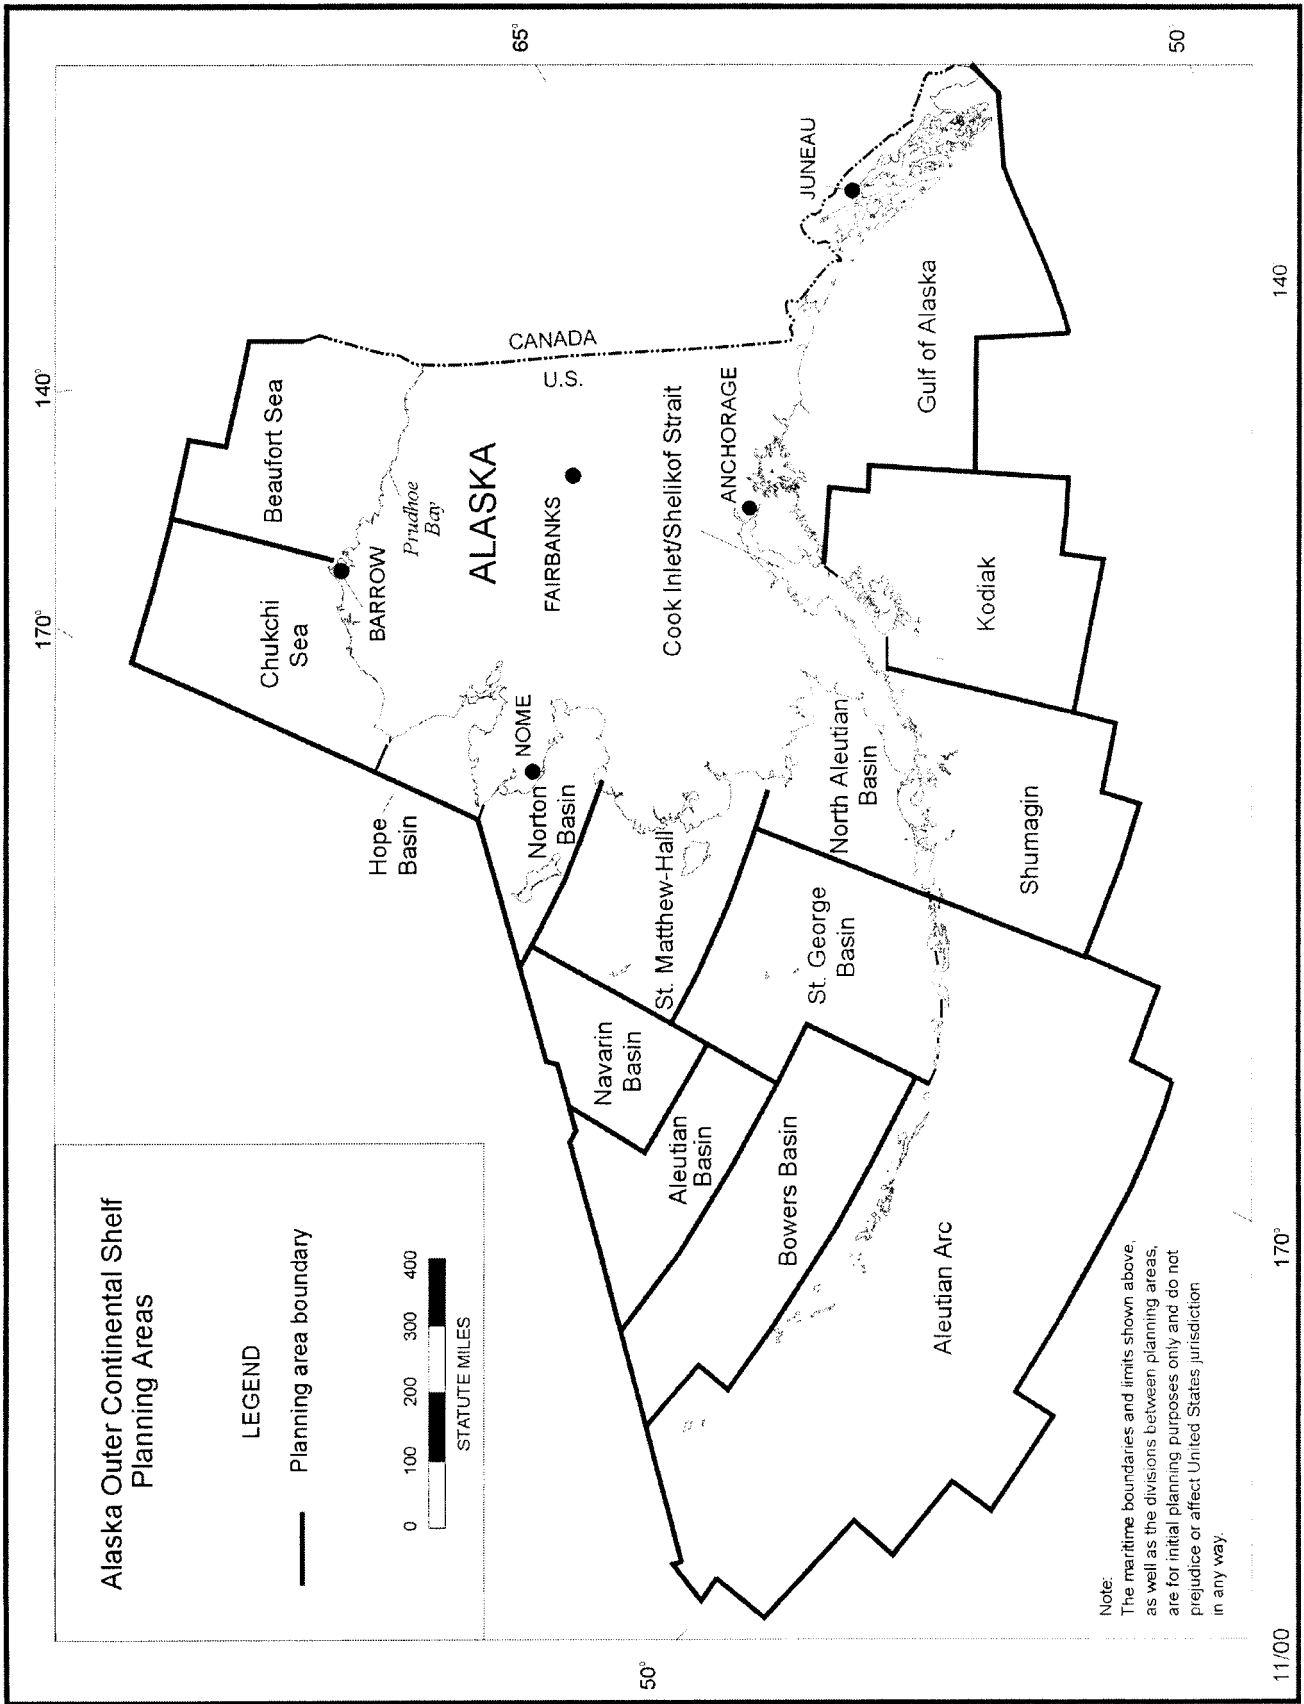 Alaska Outer Continental Shelf
Planning Areas
LEGEND
Planning area boundary
0 100 200 300 400
STATUTE MILES
170°
140°
65°
50°
50°
170°
140
Chukchi
Sea
Beaufort Sea
BARROW
Prudhoe
Bay
Hope
Basin
ALASKA
NOME
FAIRBANKS
CANADA
U.S.
Norton
Basin
Navarin
Basin
St. Matthew-Hall
Cook Inlet/Shelikof Strait
ANCHORAGE
JUNEAU
Aleutian
Basin
Bowers Basin
St. George
Basin
North Aleutian
Basin
Gulf of Alaska
Kodiak
Shumagin
Aleutian Arc
Note:
The maritime boundaries and limits shown above,
as well as the divisions between planning areas,
are for initial planning purposes only and do not
prejudice or affect United States jurisdiction
in any way.
11/00